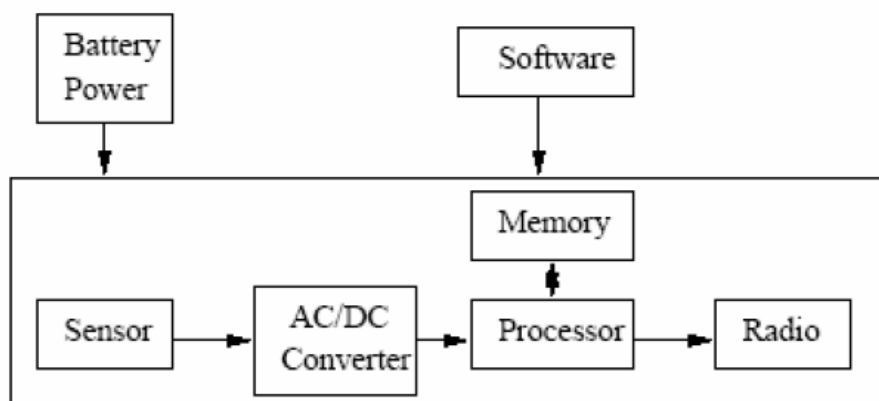 Battery
Power
Software
Memory
Sensor
AC/DC
Converter
Processor
Radio